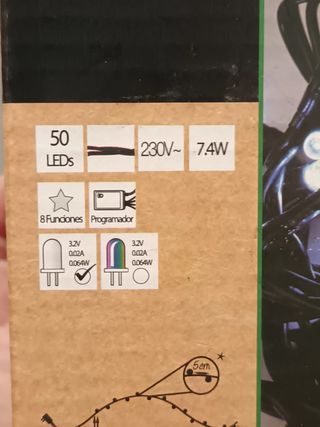 50
LEDs
230V~
7.4W
8 Funciones
Programador
3.2V
0.02A
0.064W
3.2V
0.02A
0.064W
5cm
*